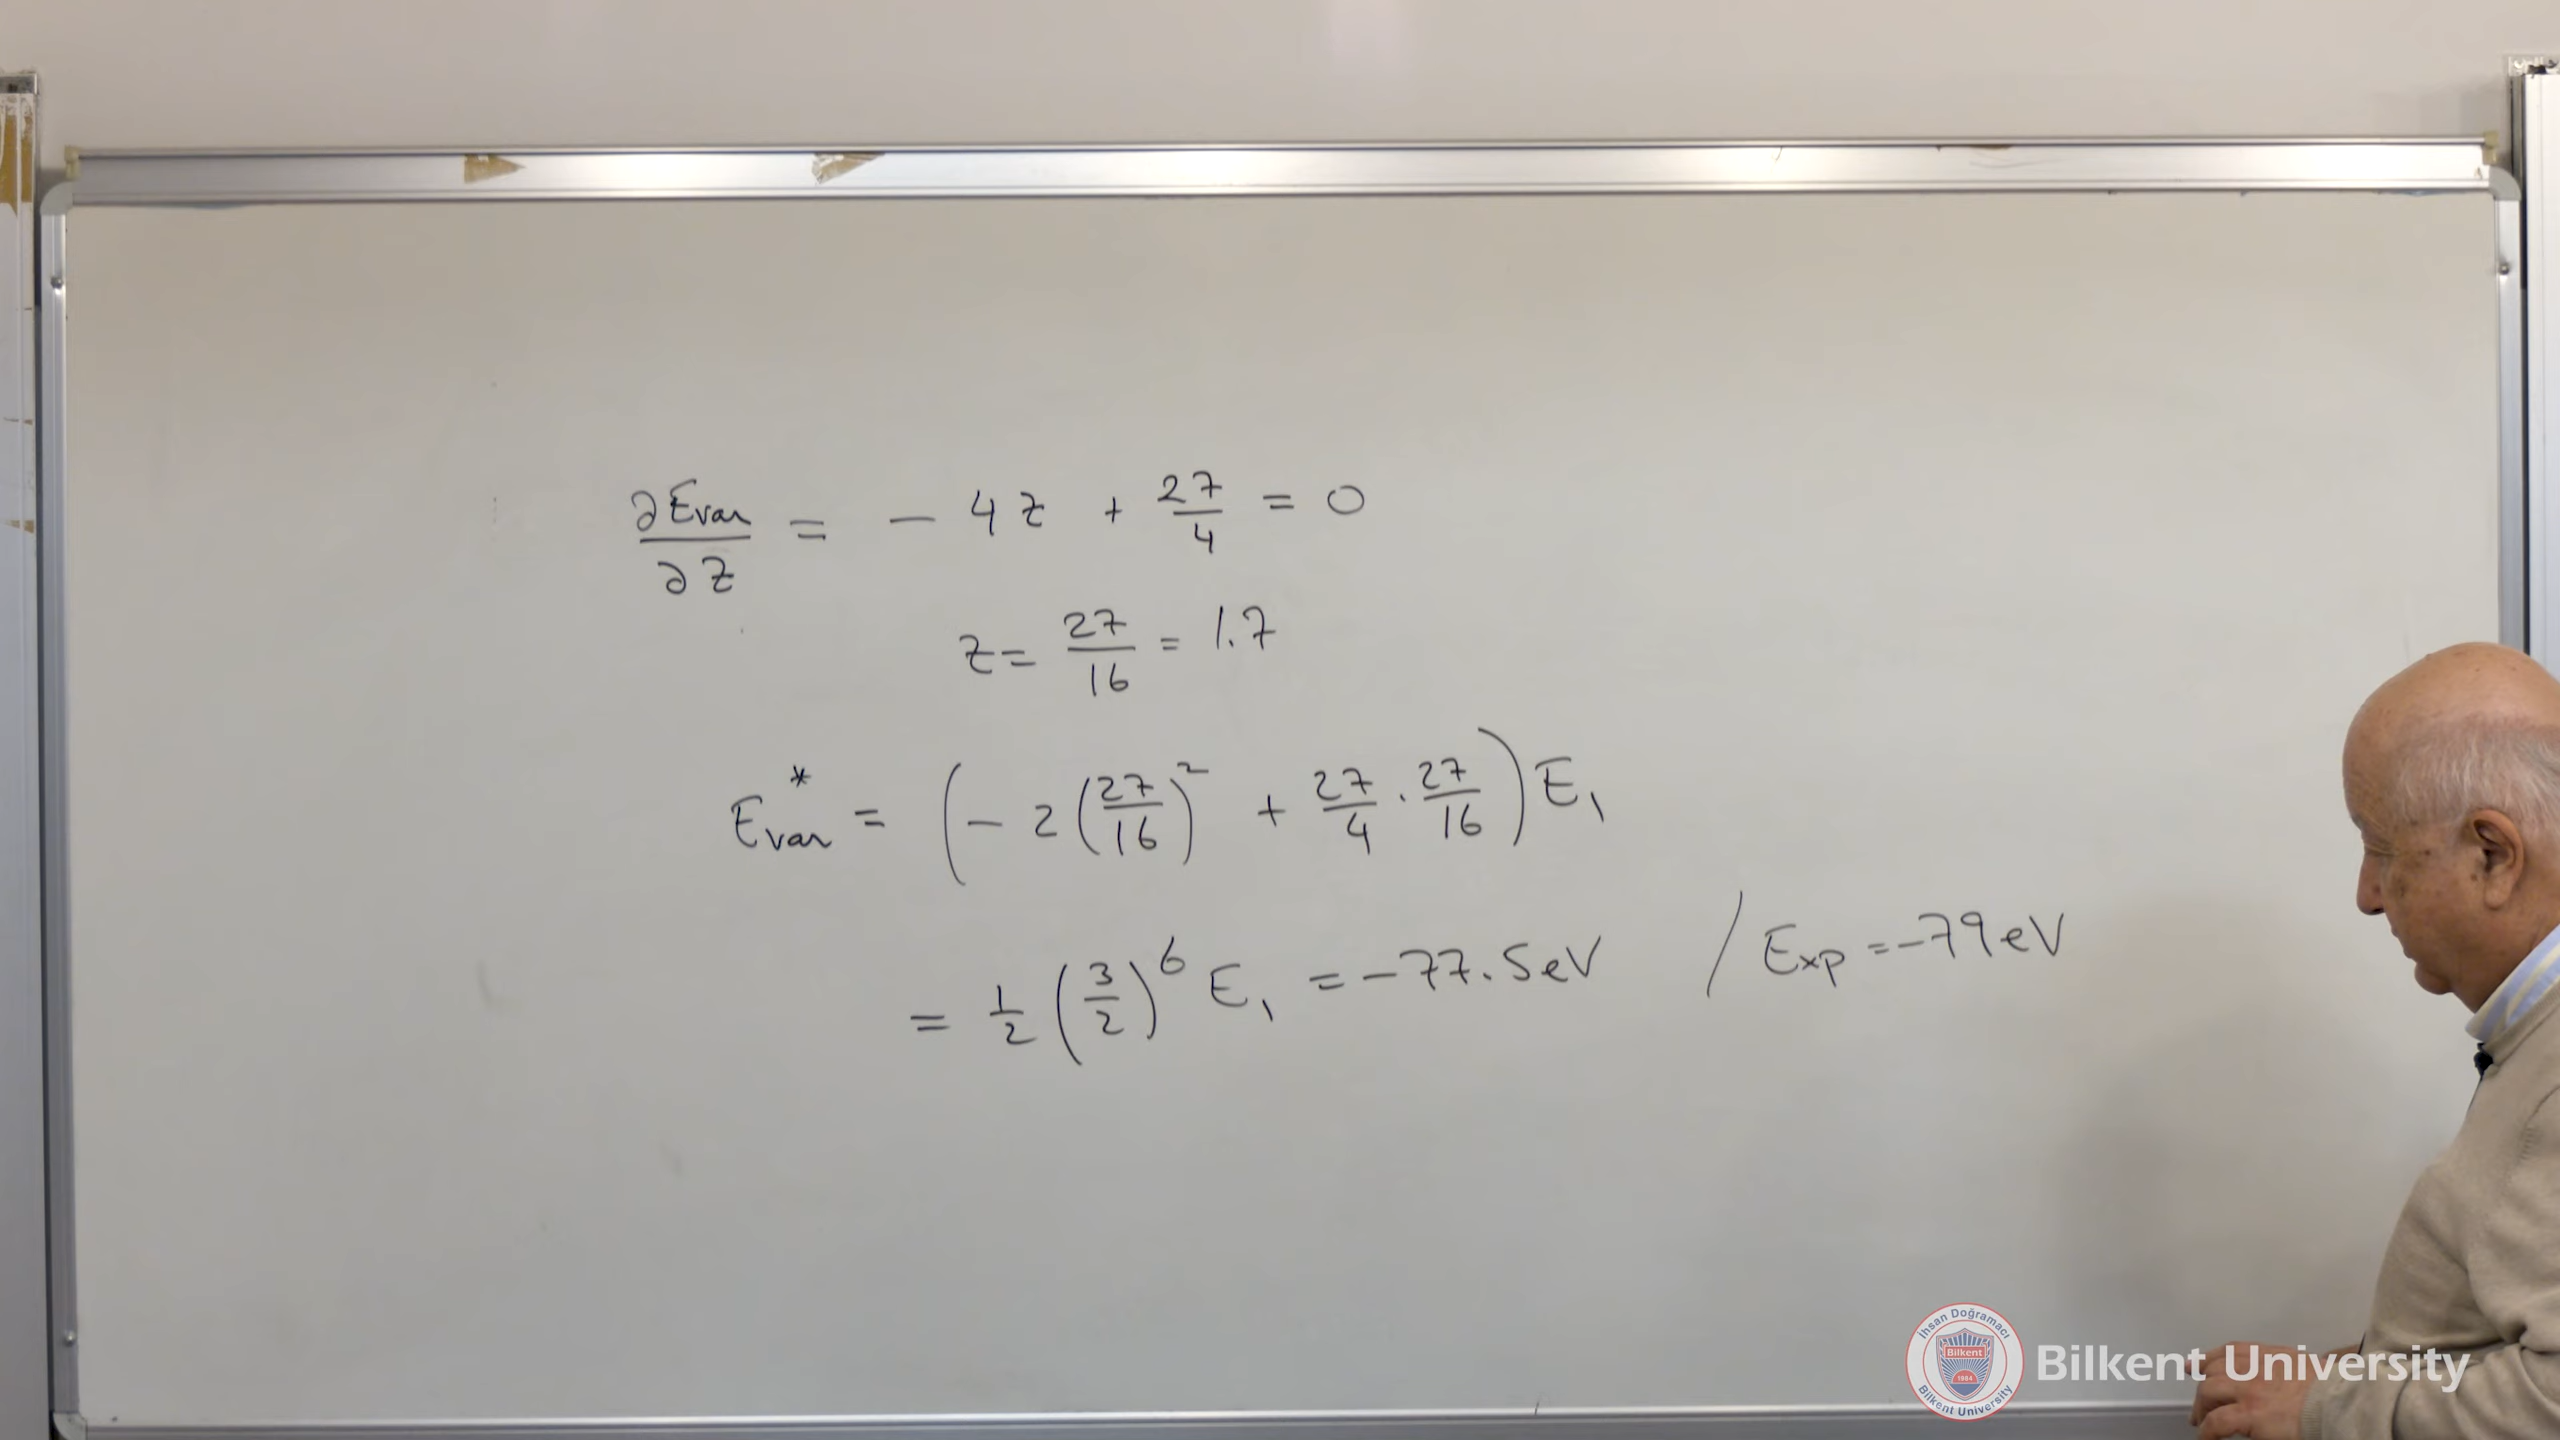 ∂Evar/∂Z = - 4Z + 27/4 = 0
Z = 27/16 = 1.7
Evar* = (- 2 (27/16)² + 27/4 · 27/16) E₁
= 1/2 (3/2)⁶ E₁ = -77.5eV / Exp = -79eV
İhsan Doğramacı
Bilkent
1984
Bilkent University
Bilkent University